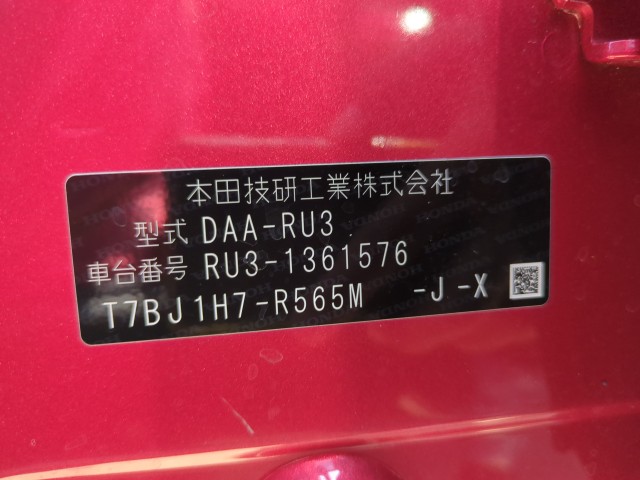 本田技研工業株式会社
型式 DAA-RU3
車台番号 RU3-1361576
T7BJ1H7-R565M -J -X